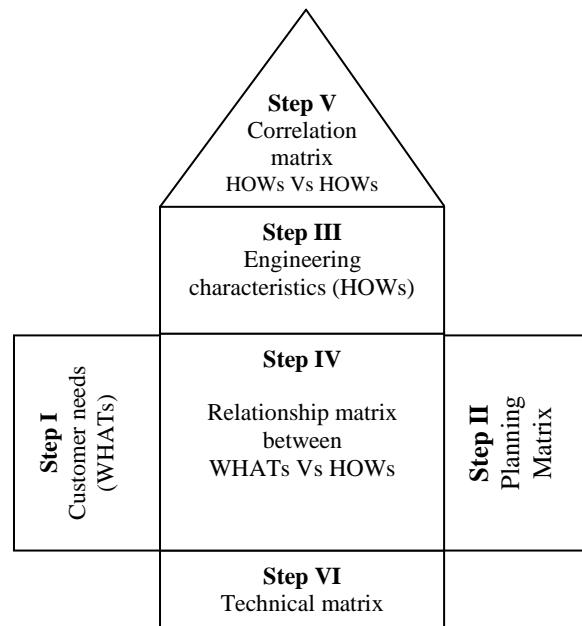 Step V
Correlation
matrix
HOWs Vs HOWs
Step III
Engineering
characteristics (HOWs)
Step I
Customer needs
(WHATs)
Step IV
Relationship matrix
between
WHATs Vs HOWs
Step II
Planning
Matrix
Step VI
Technical matrix